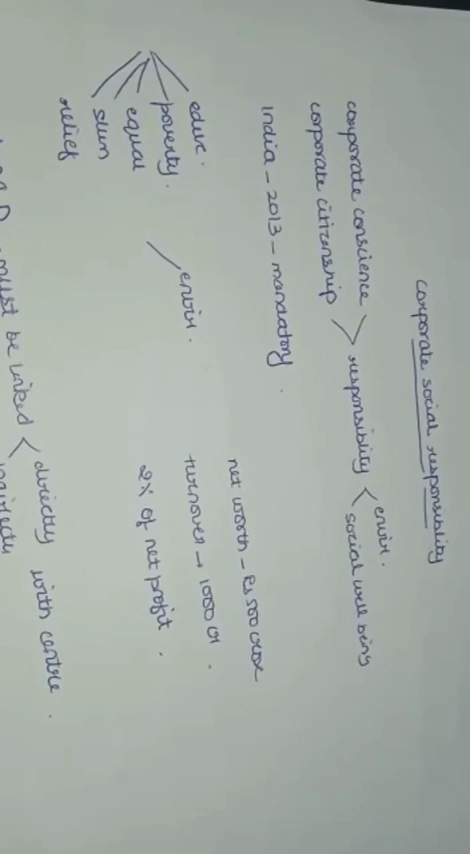 corporate social responsibility
corporate conscience
corporate citizenship
responsiblity
envir.
social well being
India - 2013 - mandatory.
net worth - Rs 500 crore
turnover → 1000 cr.
2% of net profit.
educ.
poverty.
equal
slum
relief
envir.
must be linked
directly with centre.